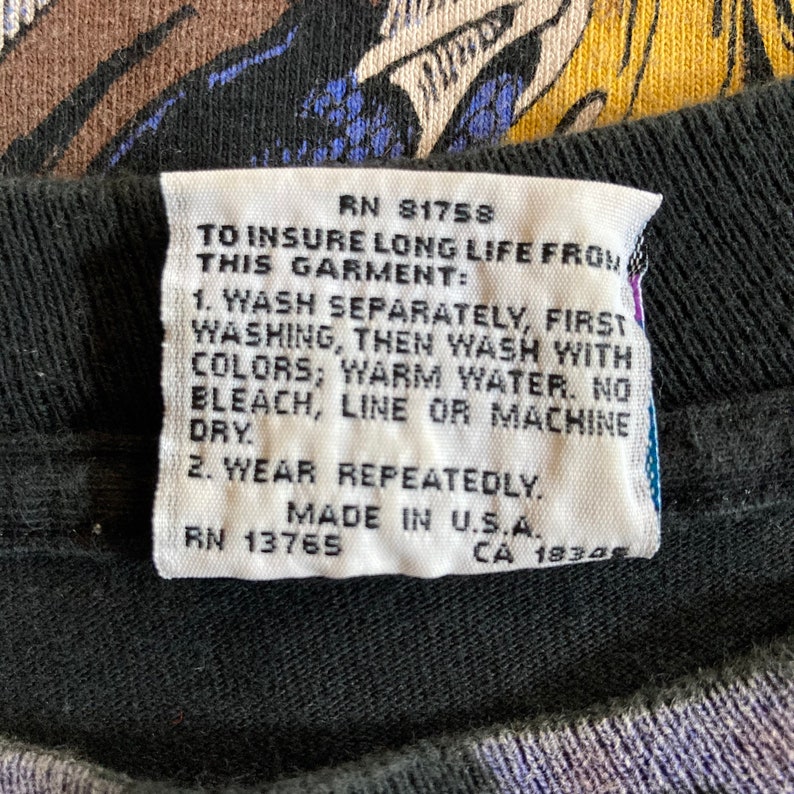 RN 81758
TO INSURE LONG LIFE FROM
THIS GARMENT:
1. WASH SEPARATELY, FIRST
WASHING, THEN WASH WITH
COLORS; WARM WATER. NO
BLEACH, LINE OR MACHINE
DRY.
2. WEAR REPEATEDLY.
MADE IN U.S.A.
RN 13765
CA 18345